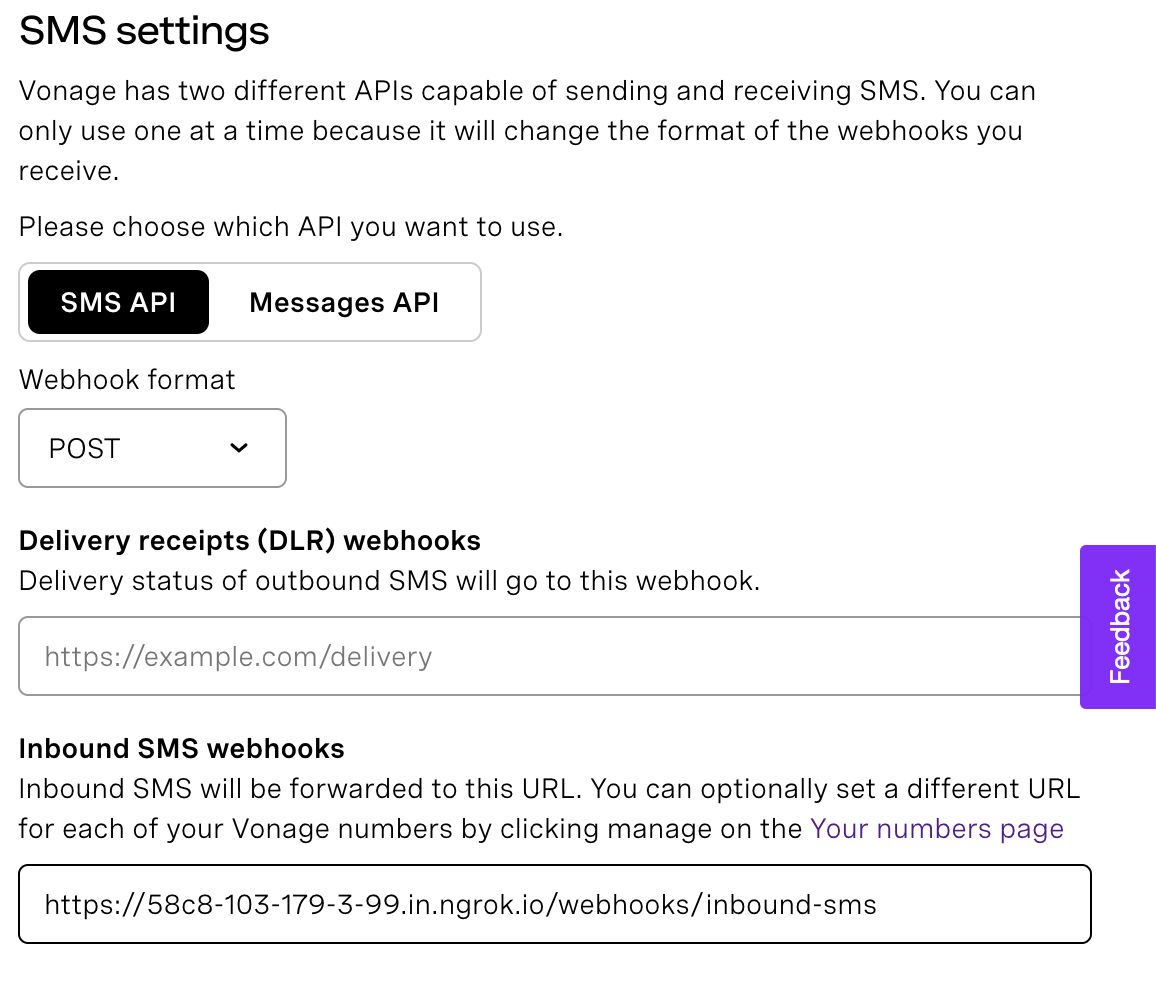 SMS settings
Vonage has two different APIs capable of sending and receiving SMS. You can
only use one at a time because it will change the format of the webhooks you
receive.
Please choose which API you want to use.
SMS API
Messages API
Webhook format
POST
Delivery receipts (DLR) webhooks
Delivery status of outbound SMS will go to this webhook.
https://example.com/delivery
Feedback
Inbound SMS webhooks
Inbound SMS will be forwarded to this URL. You can optionally set a different URL
for each of your Vonage numbers by clicking manage on the Your numbers page
https://58c8-103-179-3-99.in.ngrok.io/webhooks/inbound-sms